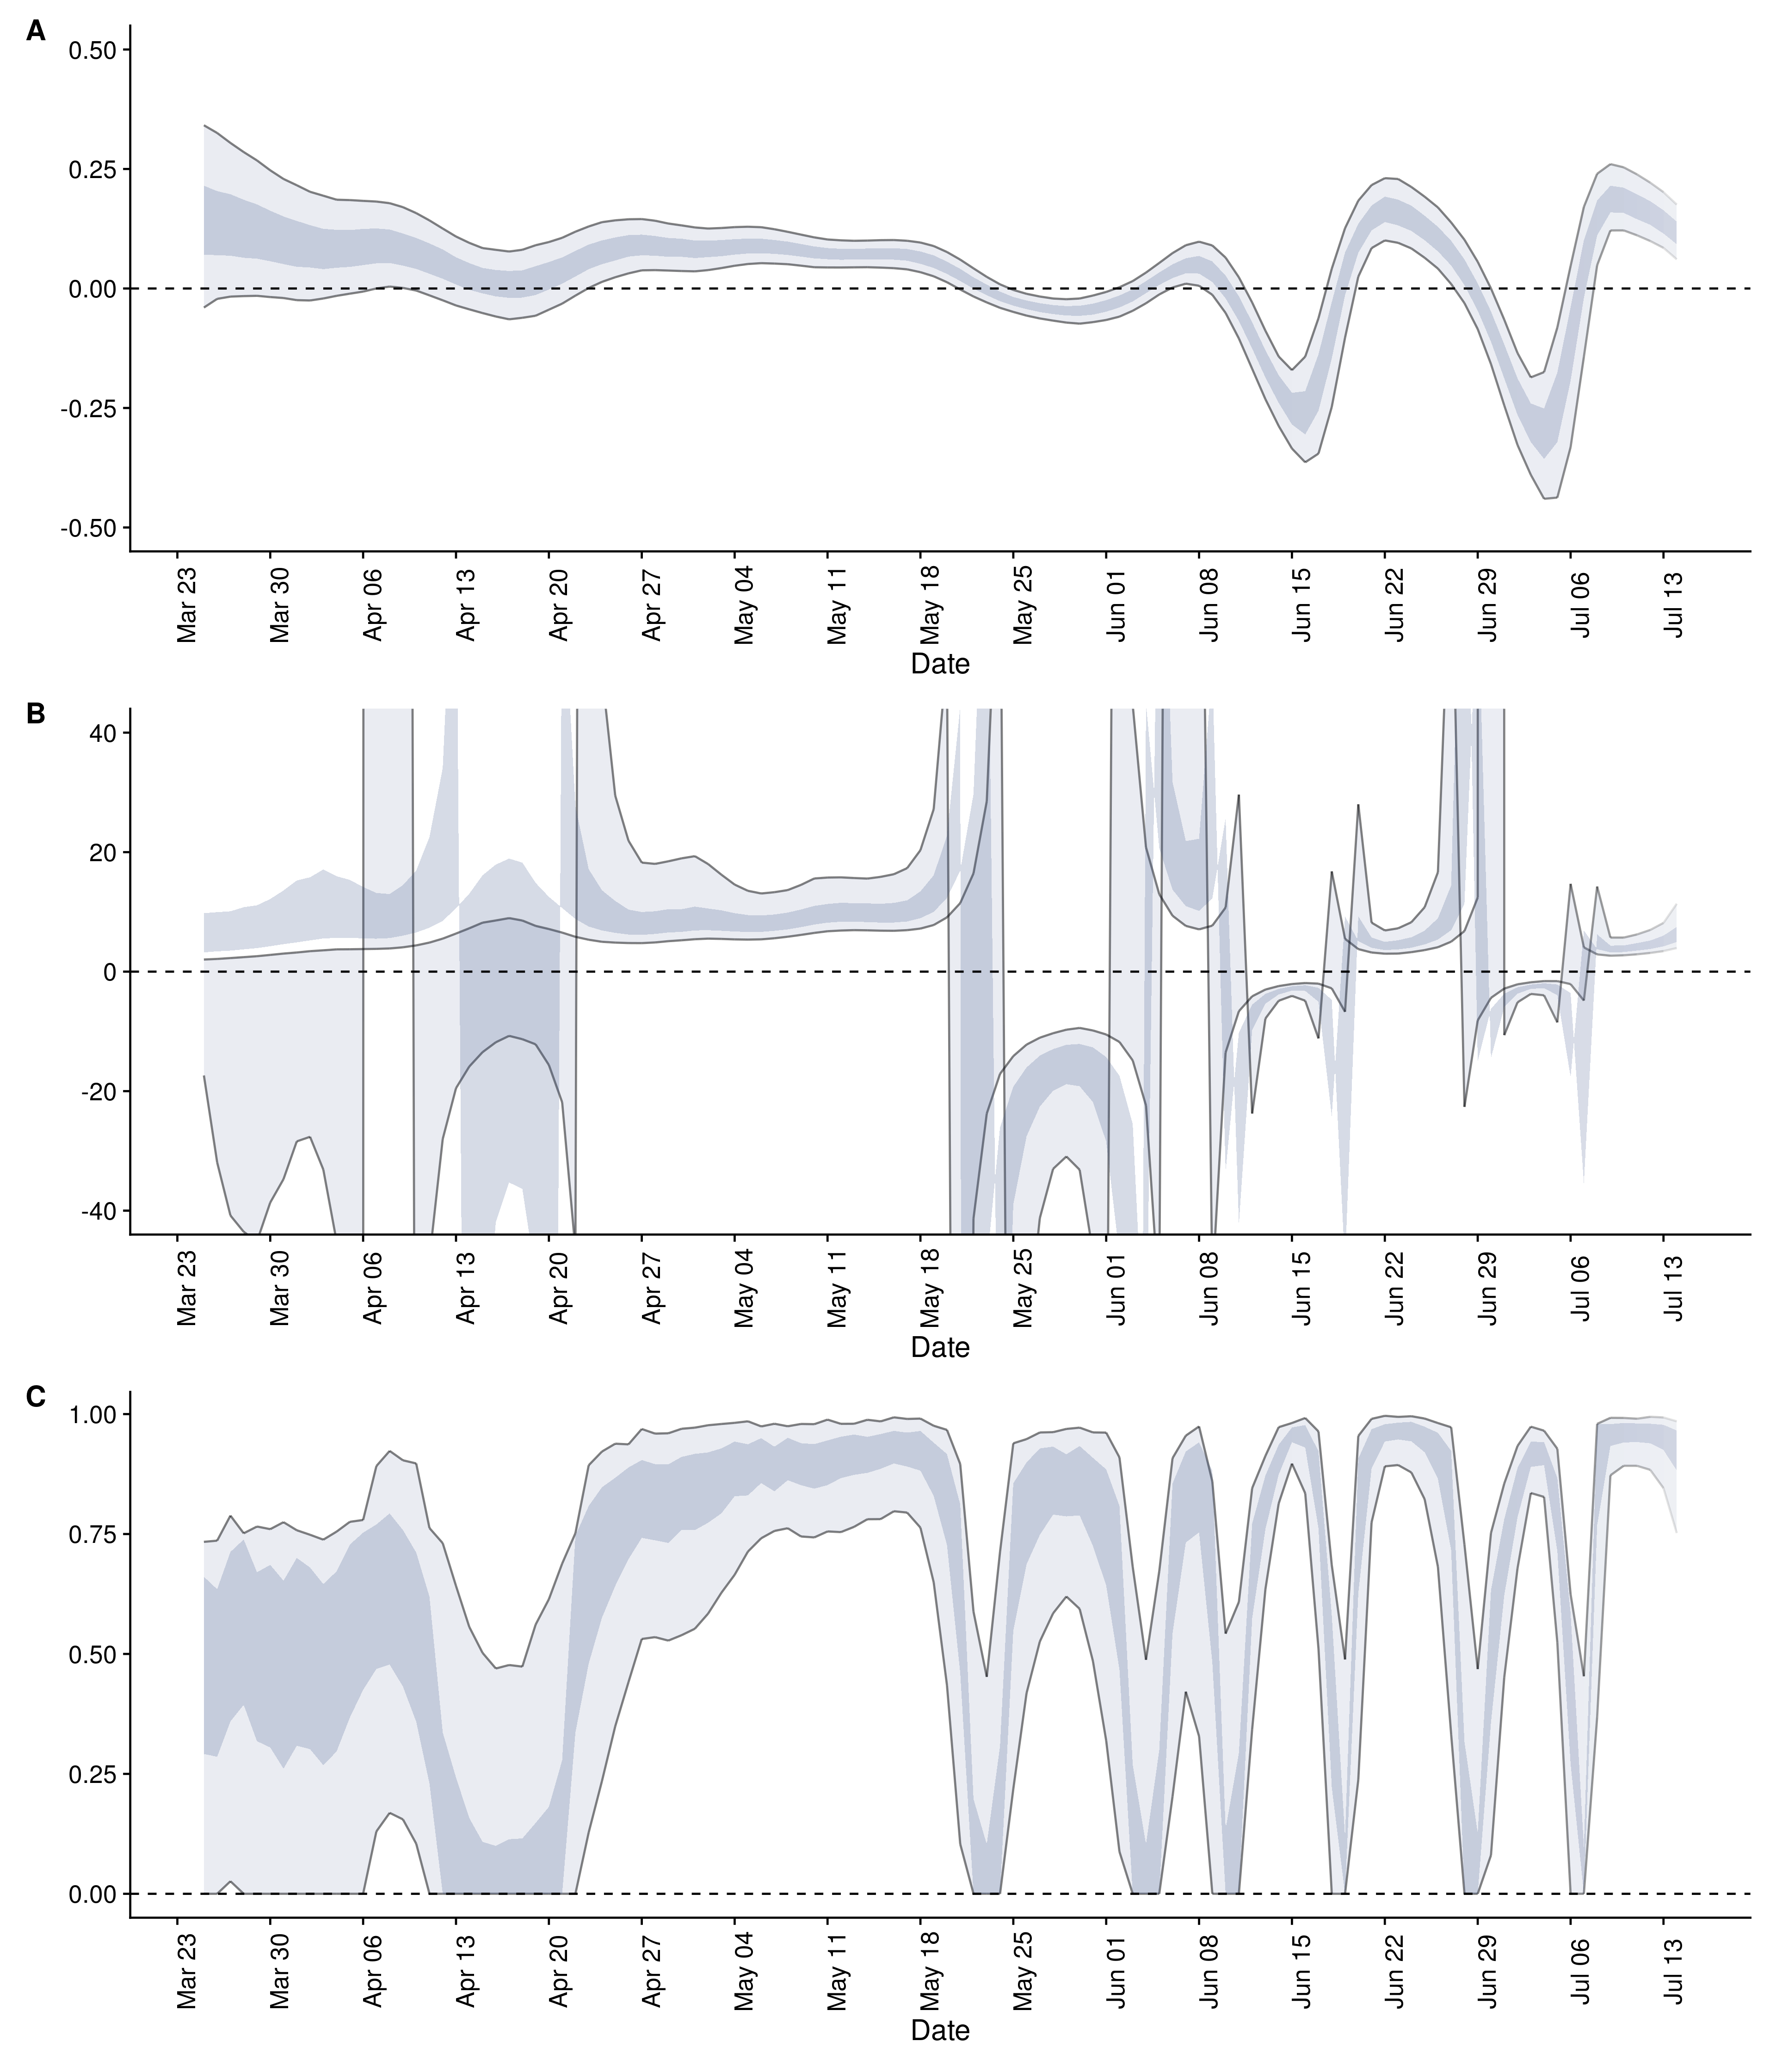 A
0.50
0.25
0.00
-0.25
-0.50
Mar 23
Mar 30
Apr 06
Apr 13
Apr 20
Apr 27
May 04
May 11
May 18
May 25
Jun 01
Jun 08
Jun 15
Jun 22
Jun 29
Jul 06
Jul 13
Date
B
40
20
0
-20
-40
Mar 23
Mar 30
Apr 06
Apr 13
Apr 20
Apr 27
May 04
May 11
May 18
May 25
Jun 01
Jun 08
Jun 15
Jun 22
Jun 29
Jul 06
Jul 13
Date
C
1.00
0.75
0.50
0.25
0.00
Mar 23
Mar 30
Apr 06
Apr 13
Apr 20
Apr 27
May 04
May 11
May 18
May 25
Jun 01
Jun 08
Jun 15
Jun 22
Jun 29
Jul 06
Jul 13
Date